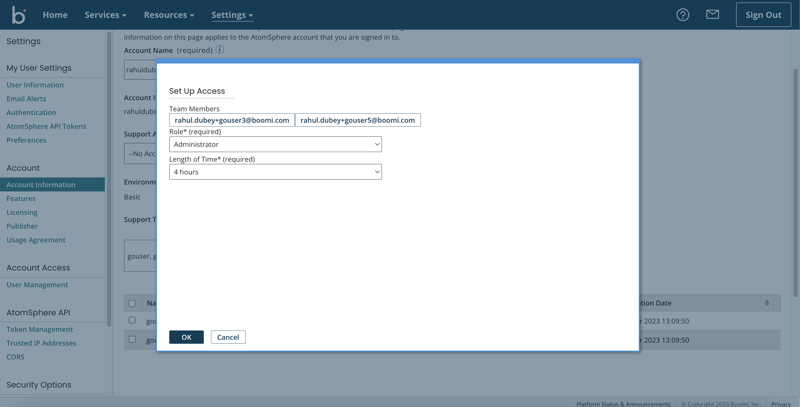 b
Home
Services
Resources
Settings
Sign Out
Settings
My User Settings
User Information
Email Alerts
Authentication
AtomSphere API Tokens
Preferences
Account
Account Information
Features
Licensing
Publisher
Usage Agreement
Account Access
User Management
AtomSphere API
Token Management
Trusted IP Addresses
CORS
Security Options
information on this page applies to the AtomSphere account that you are signed in to.
Account Name (required)
rahuldub
Account I
rahuldube
Support A
--No Acc
Environm
Basic
Support T
gouser, g
Na
tion Date
gou
2023 13:09:50
gou
2023 13:09:50
Set Up Access
Team Members
rahul.dubey+gouser3@boomi.com
rahul.dubey+gouser5@boomi.com
Role* (required)
Administrator
Length of Time* (required)
4 hours
OK
Cancel
Platform Status & Announcements
© Copyright 2023 Boomi, Inc.
Privacy